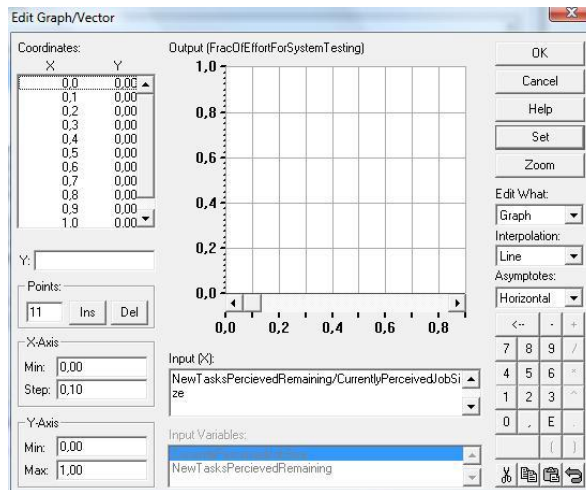 Edit Graph/Vector
Coordinates:
X Y
0,0 0,00
0,1 0,00
0,2 0,00
0,3 0,00
0,4 0,00
0,5 0,00
0,6 0,00
0,7 0,00
0,8 0,00
0,9 0,00
1,0 0,00
Y:
Points:
11 Ins Del
X-Axis
Min: 0,00
Step: 0,10
Y-Axis
Min: 0,00
Max: 1,00
Output (FracOfEffortForSystemTesting)
1,0
0,8
0,6
0,4
0,2
0,0
0,0 0,2 0,4 0,6 0,8
Input (X):
NewTasksPercievedRemaining/CurrentlyPerceivedJobSi
ze
Input Variables:
NewTasksPercievedRemaining
OK
Cancel
Help
Set
Zoom
Edit What:
Graph
Interpolation:
Line
Asymptotes:
Horizontal
<-- - +
7 8 9 /
4 5 6 *
1 2 3 ^
0 , E .
( )